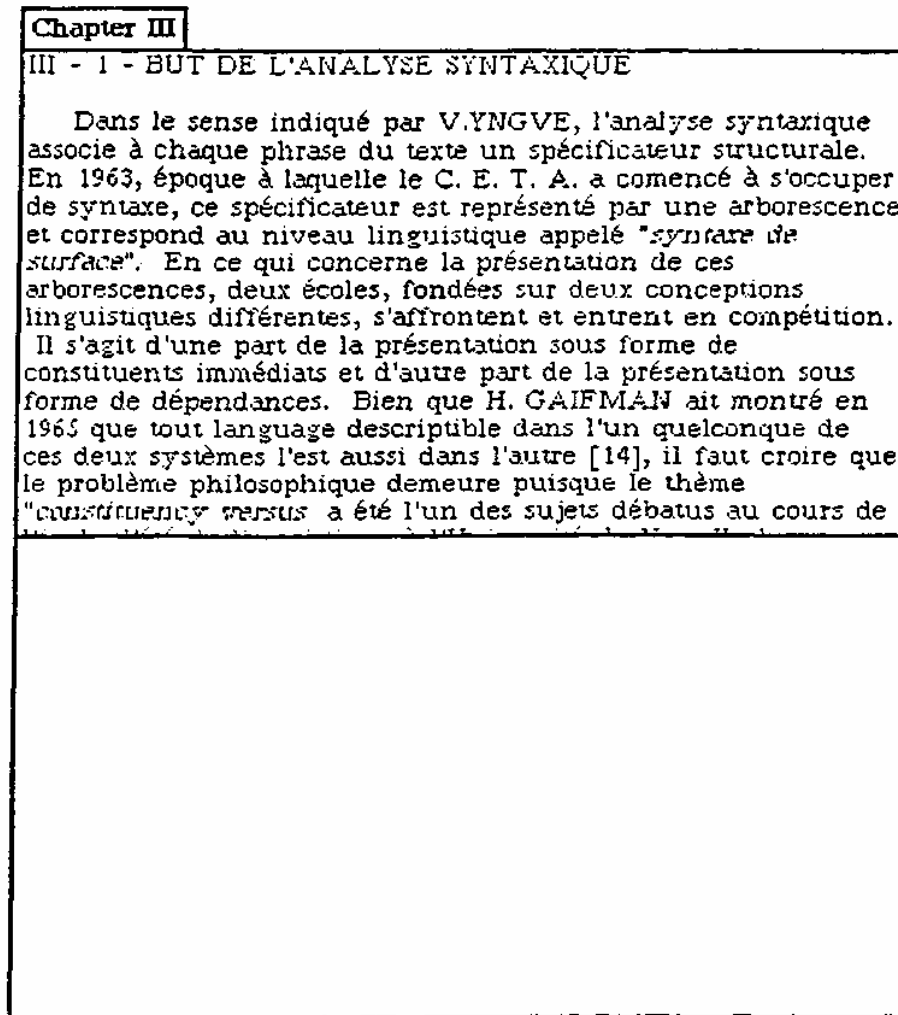 Chapter III
III - 1 - BUT DE L'ANALYSE SYNTAXIQUE
Dans le sense indiqué par V.YNGVE, l'analyse syntaxique
associe à chaque phrase du texte un spécificateur structurale.
En 1963, époque à laquelle le C. E. T. A. a comencé à s'occuper
de syntaxe, ce spécificateur est représenté par une arborescence
et correspond au niveau linguistique appelé "syntaxe de
surface". En ce qui concerne la présentation de ces
arborescences, deux écoles, fondées sur deux conceptions
linguistiques différentes, s'affrontent et entrent en compétition.
Il s'agit d'une part de la présentation sous forme de
constituents immédiats et d'autre part de la présentation sous
forme de dépendances. Bien que H. GAIFMAN ait montré en
1965 que tout language descriptible dans l'un quelconque de
ces deux systèmes l'est aussi dans l'autre [14], il faut croire que
le problème philosophique demeure puisque le thème
"constituency versus a été l'un des sujets débatus au cours de